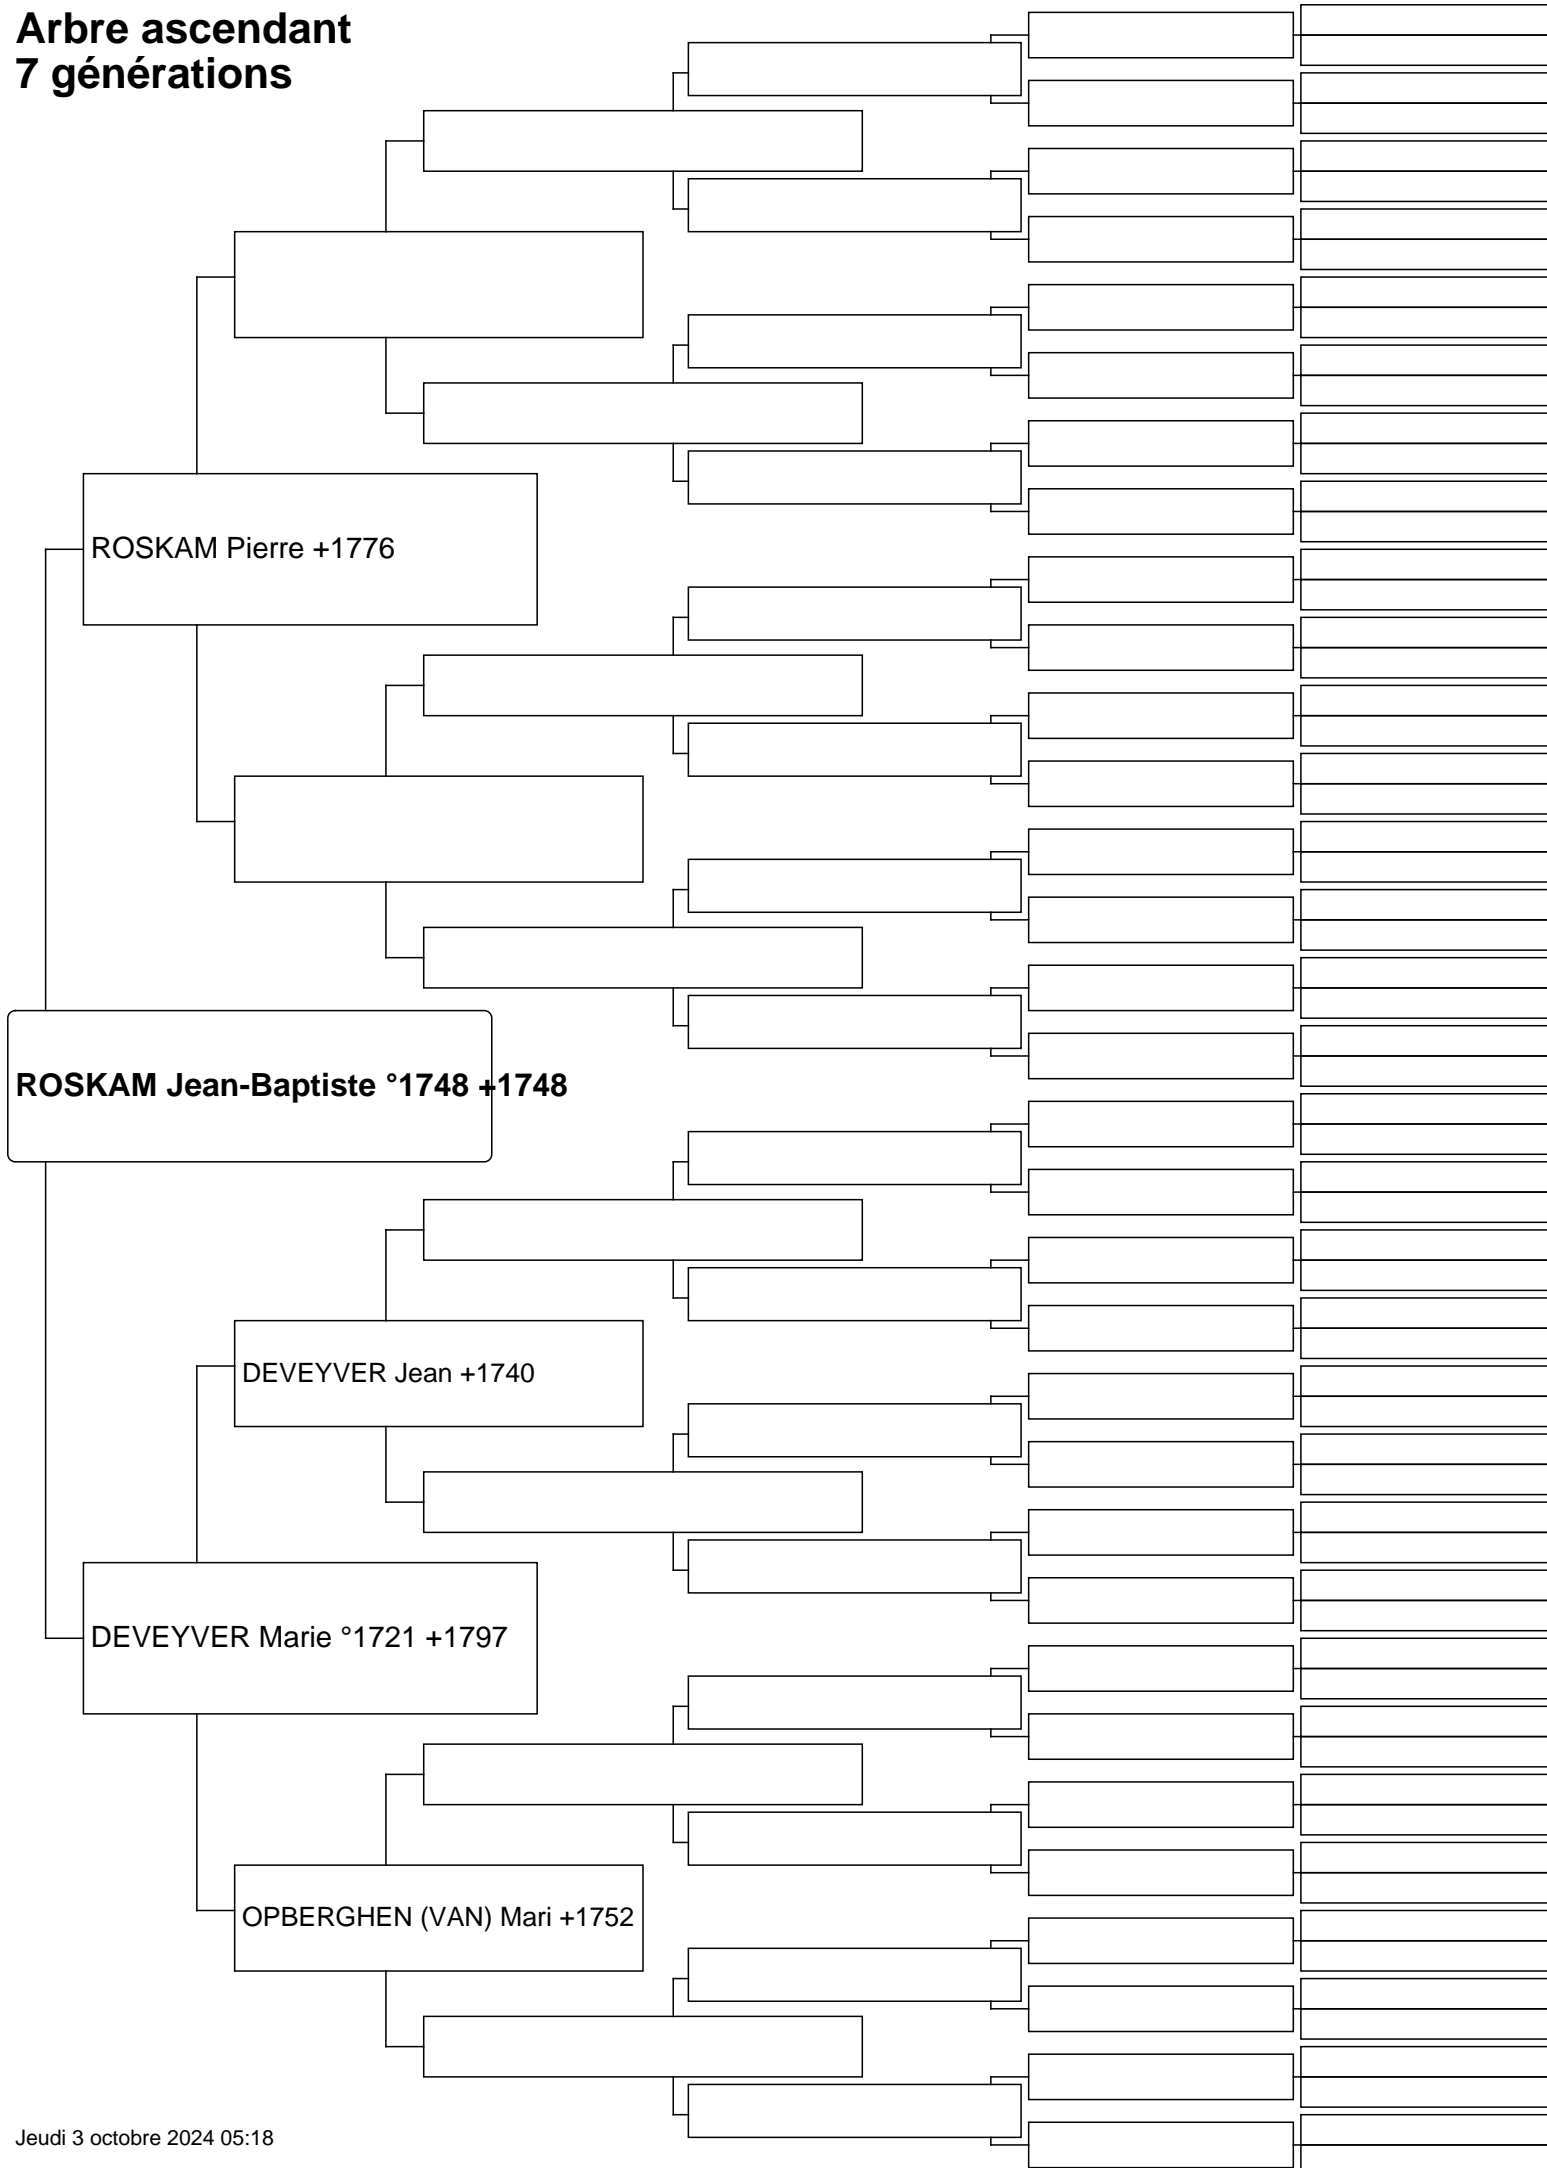 Arbre ascendant
7 générations
ROSKAM Pierre +1776
ROSKAM Jean-Baptiste °1748 +1748
DEVEYVER Jean +1740
DEVEYVER Marie °1721 +1797
OPBERGHEN (VAN) Mari +1752
Jeudi 3 octobre 2024 05:18